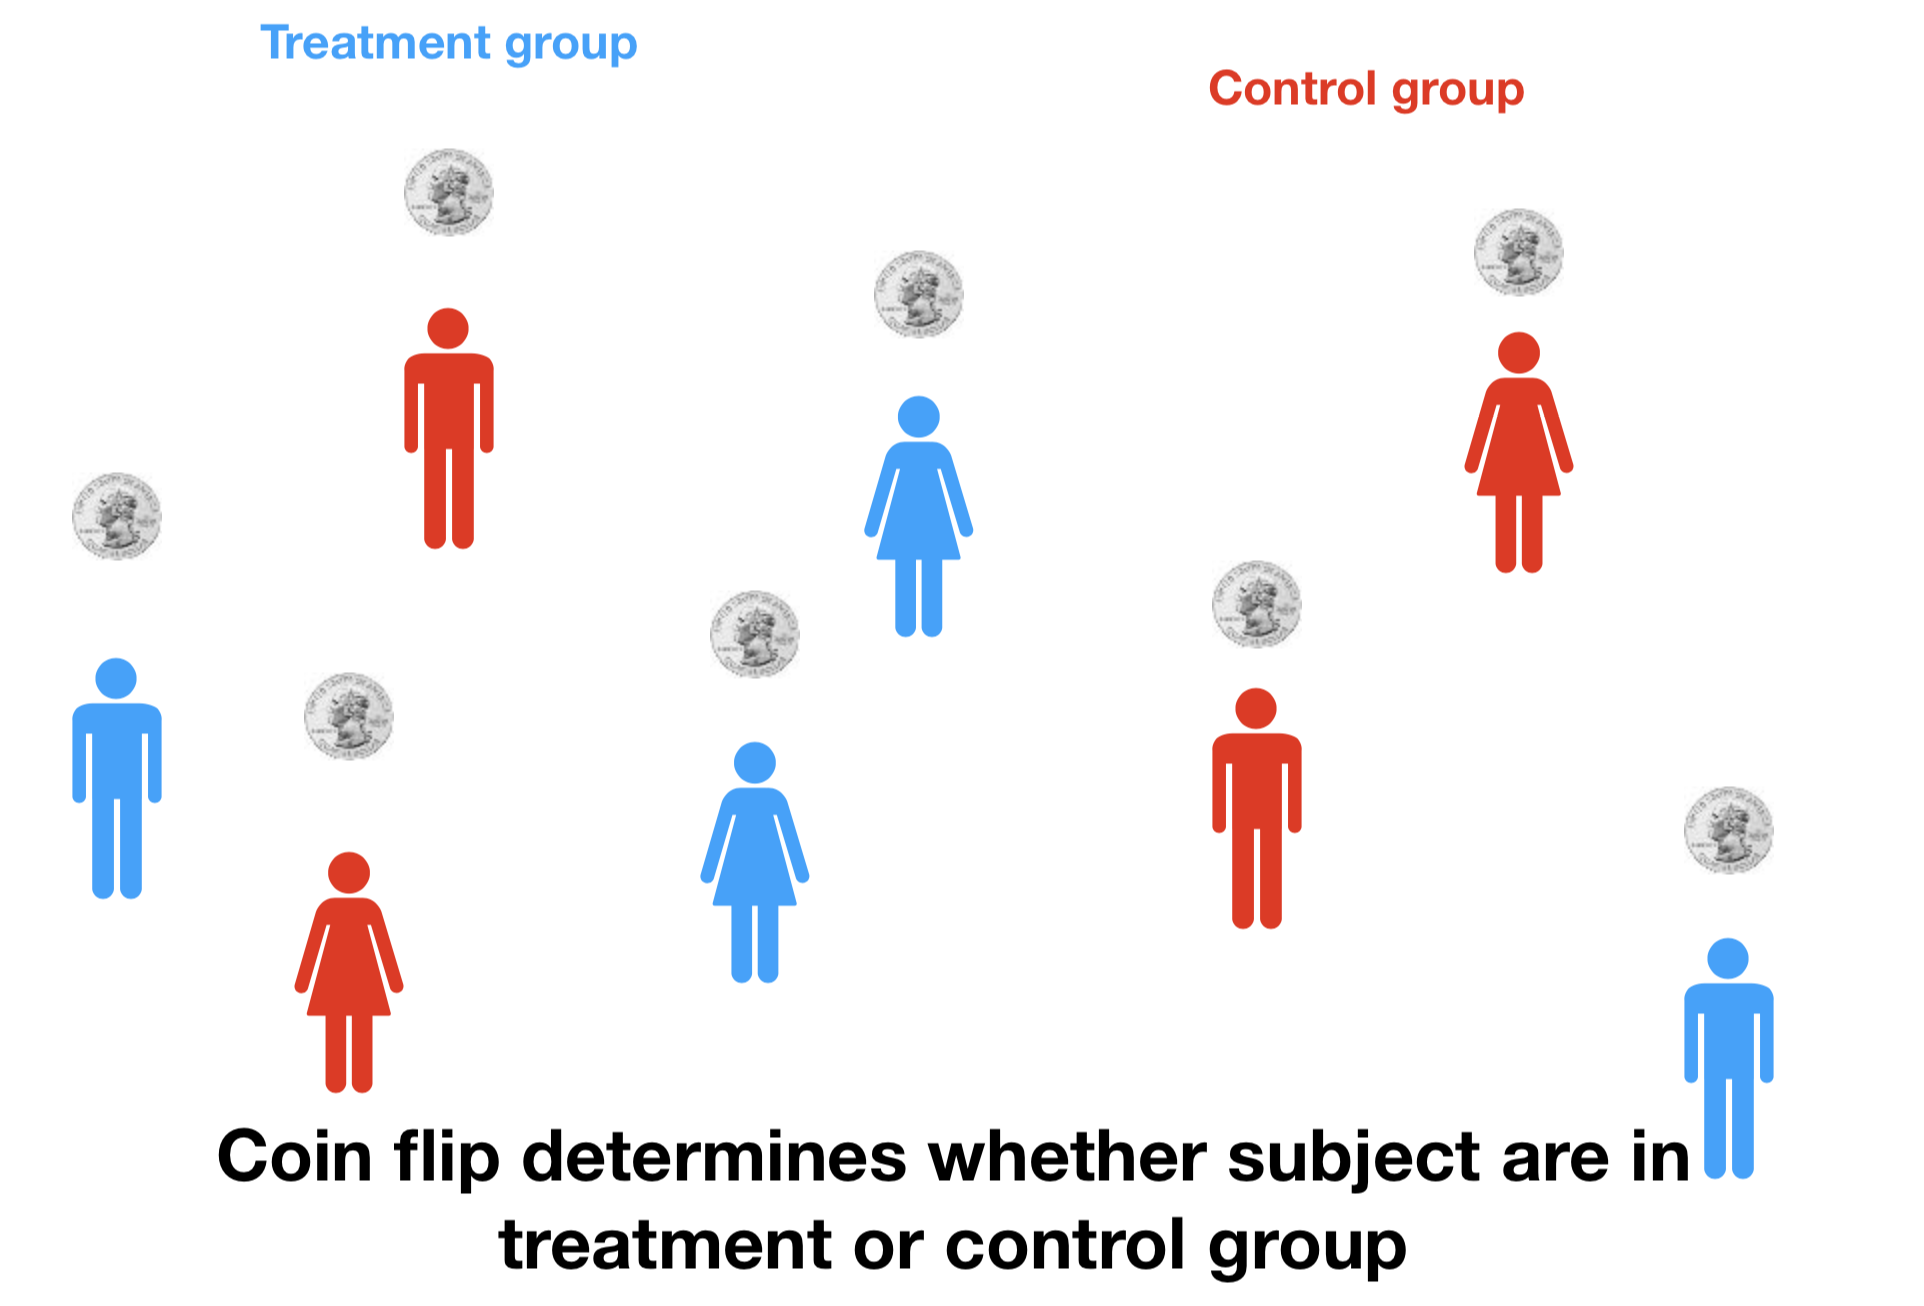 Treatment group
Control group
Coin flip determines whether subject are in
treatment or control group